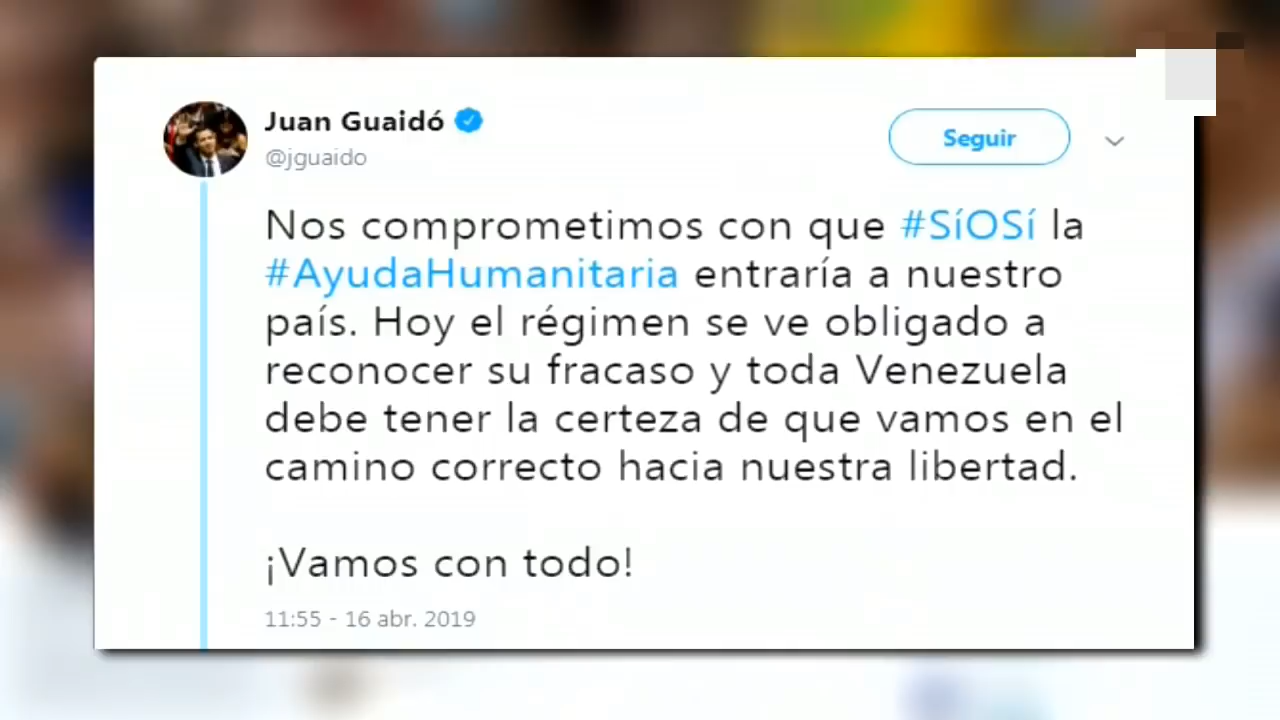 Juan Guaidó
@jguaido
Seguir
Nos comprometimos con que #SíOSí la
#AyudaHumanitaria entraría a nuestro
país. Hoy el régimen se ve obligado a
reconocer su fracaso y toda Venezuela
debe tener la certeza de que vamos en el
camino correcto hacia nuestra libertad.
¡Vamos con todo!
11:55 - 16 abr. 2019